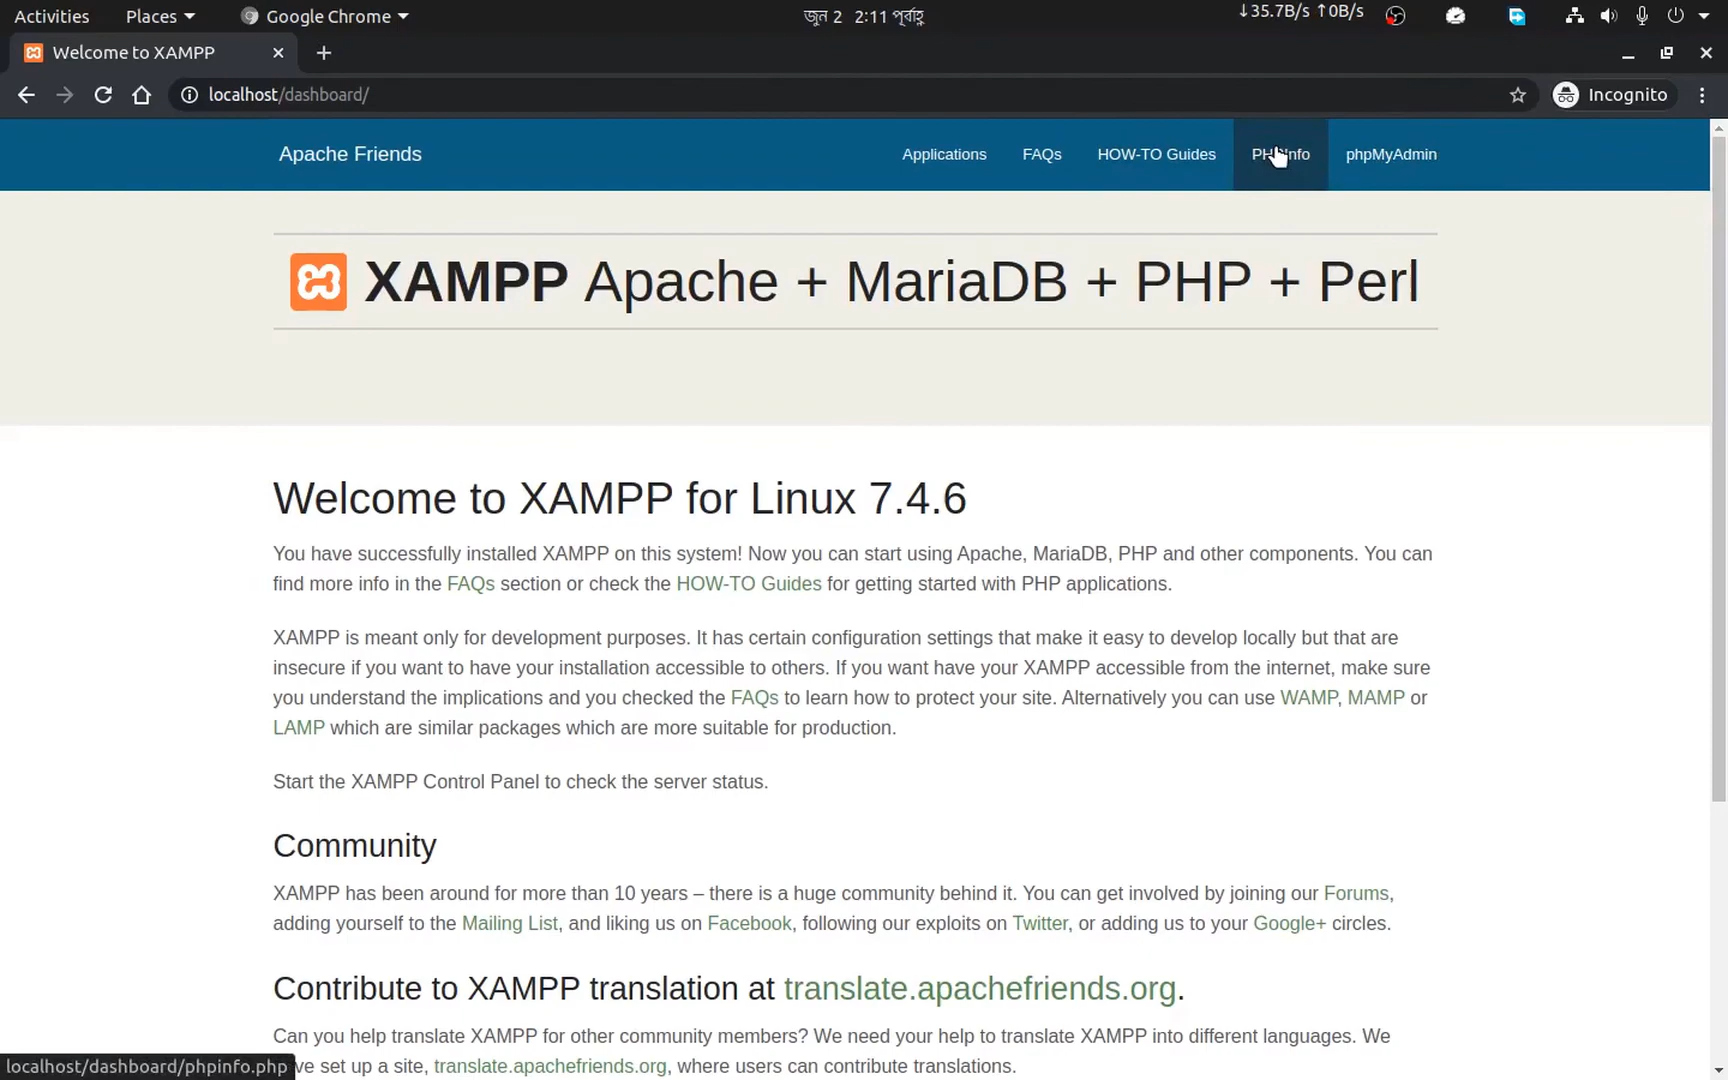 Activities Places Google Chrome জুন 2 2:11 পূর্বাহ্ণ ↓35.7B/s ↑0B/s
Welcome to XAMPP
localhost/dashboard/ Incognito
Apache Friends Applications FAQs HOW-TO Guides PHPInfo phpMyAdmin
XAMPP Apache + MariaDB + PHP + Perl
Welcome to XAMPP for Linux 7.4.6
You have successfully installed XAMPP on this system! Now you can start using Apache, MariaDB, PHP and other components. You can
find more info in the FAQs section or check the HOW-TO Guides for getting started with PHP applications.
XAMPP is meant only for development purposes. It has certain configuration settings that make it easy to develop locally but that are
insecure if you want to have your installation accessible to others. If you want have your XAMPP accessible from the internet, make sure
you understand the implications and you checked the FAQs to learn how to protect your site. Alternatively you can use WAMP, MAMP or
LAMP which are similar packages which are more suitable for production.
Start the XAMPP Control Panel to check the server status.
Community
XAMPP has been around for more than 10 years – there is a huge community behind it. You can get involved by joining our Forums,
adding yourself to the Mailing List, and liking us on Facebook, following our exploits on Twitter, or adding us to your Google+ circles.
Contribute to XAMPP translation at translate.apachefriends.org.
Can you help translate XAMPP for other community members? We need your help to translate XAMPP into different languages. We
ve set up a site, translate.apachefriends.org, where users can contribute translations.
localhost/dashboard/phpinfo.php